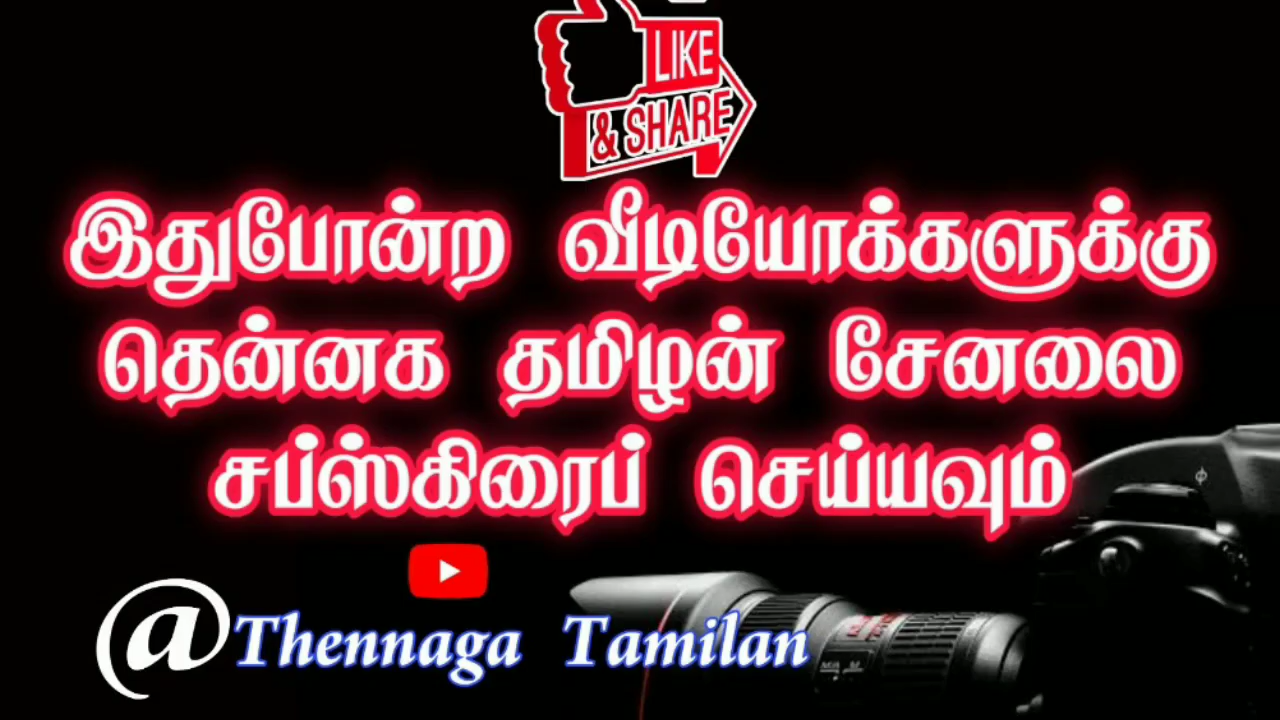 LIKE
& SHARE
இதுபோன்ற வீடியோக்களுக்கு
தென்னக தமிழன் சேனலை
சப்ஸ்கிரைப் செய்யவும்
@Thennaga Tamilan